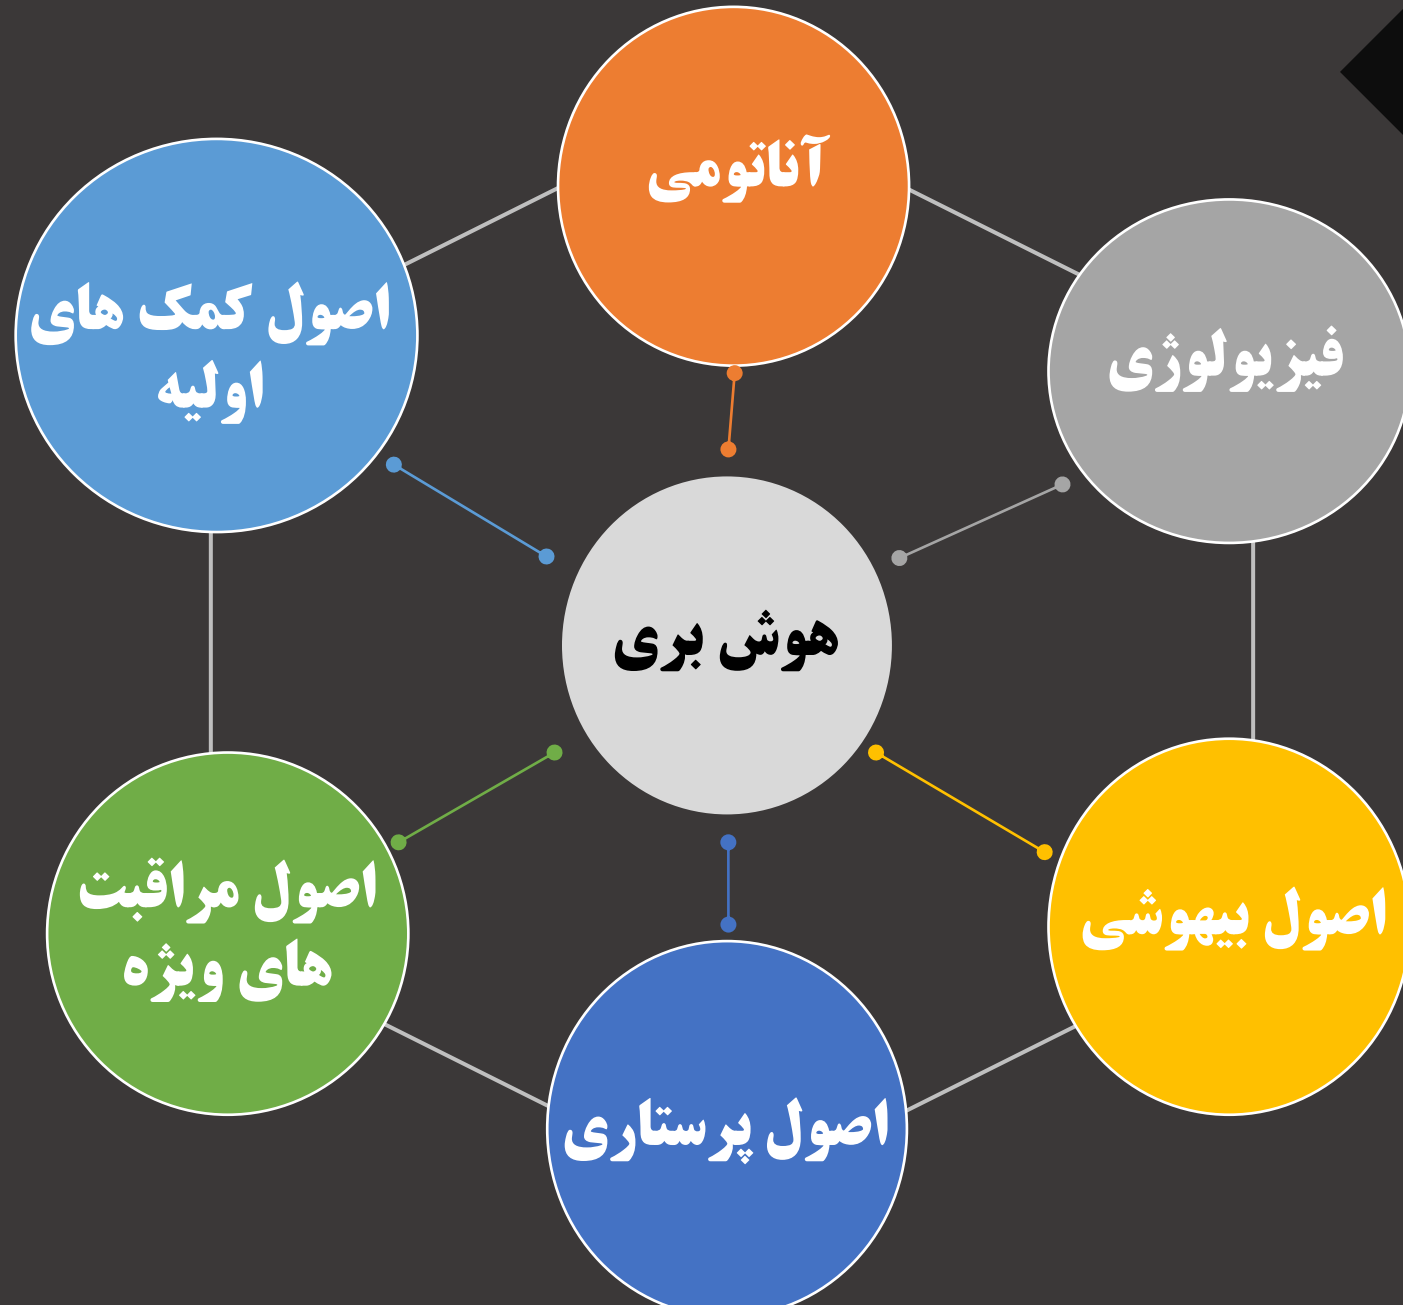 آناتومی
فیزیولوژی
اصول بیهوشی
اصول پرستاری
اصول مراقبت
های ویژه
اصول کمک های
اولیه
هوش بری